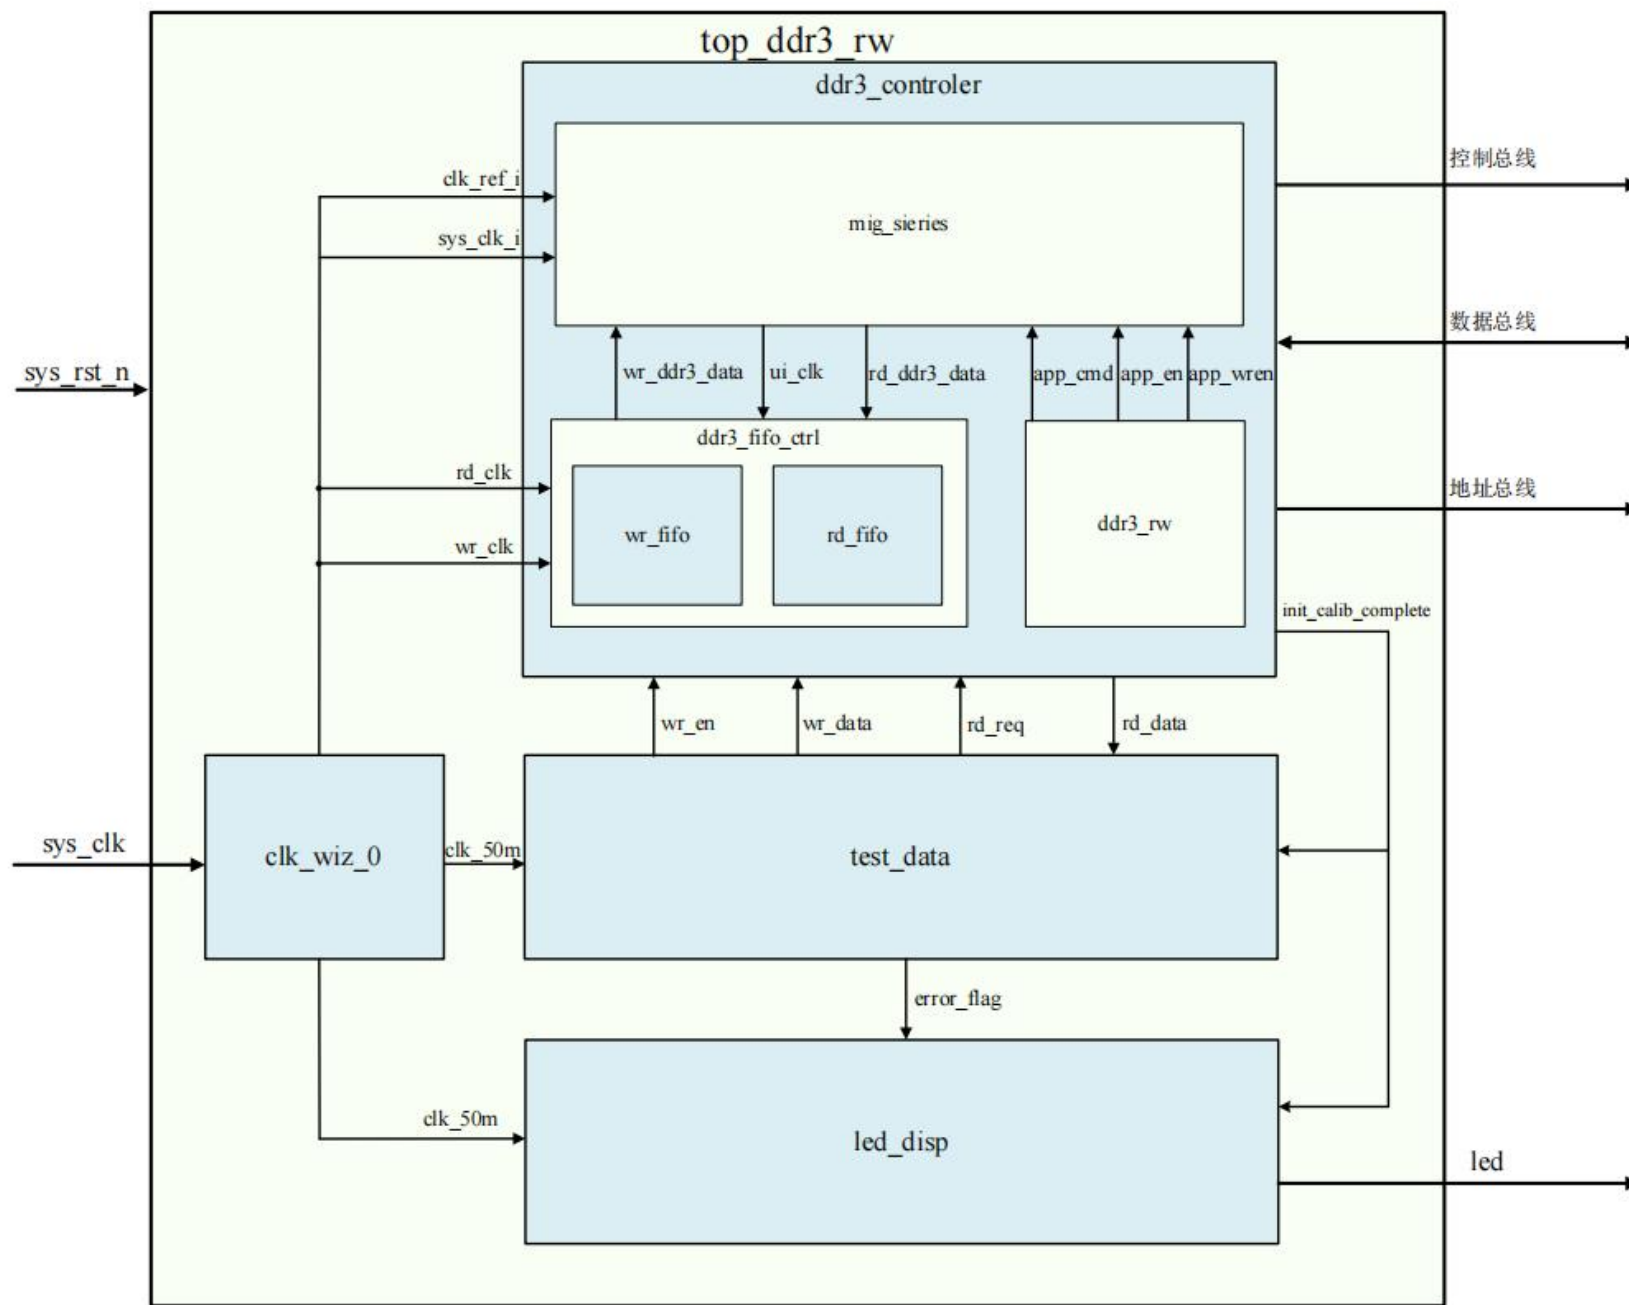 top_ddr3_rw
ddr3_controler
控制总线
clk_ref_i
mig_sieries
sys_clk_i
数据总线
sys_rst_n
wr_ddr3_data
ui_clk
rd_ddr3_data
app_cmd
app_en
app_wren
ddr3_fifo_ctrl
rd_clk
地址总线
wr_fifo
rd_fifo
ddr3_rw
wr_clk
init_calib_complete
wr_en
wr_data
rd_req
rd_data
sys_clk
clk_wiz_0
clk_50m
test_data
error_flag
clk_50m
led_disp
led